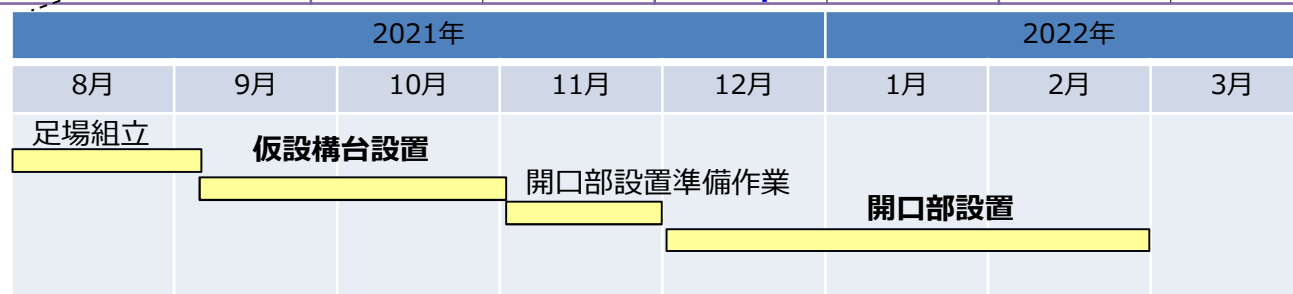 2021年 2022年
8月 9月 10月 11月 12月 1月 2月 3月
足場組立
仮設構台設置
開口部設置準備作業
開口部設置